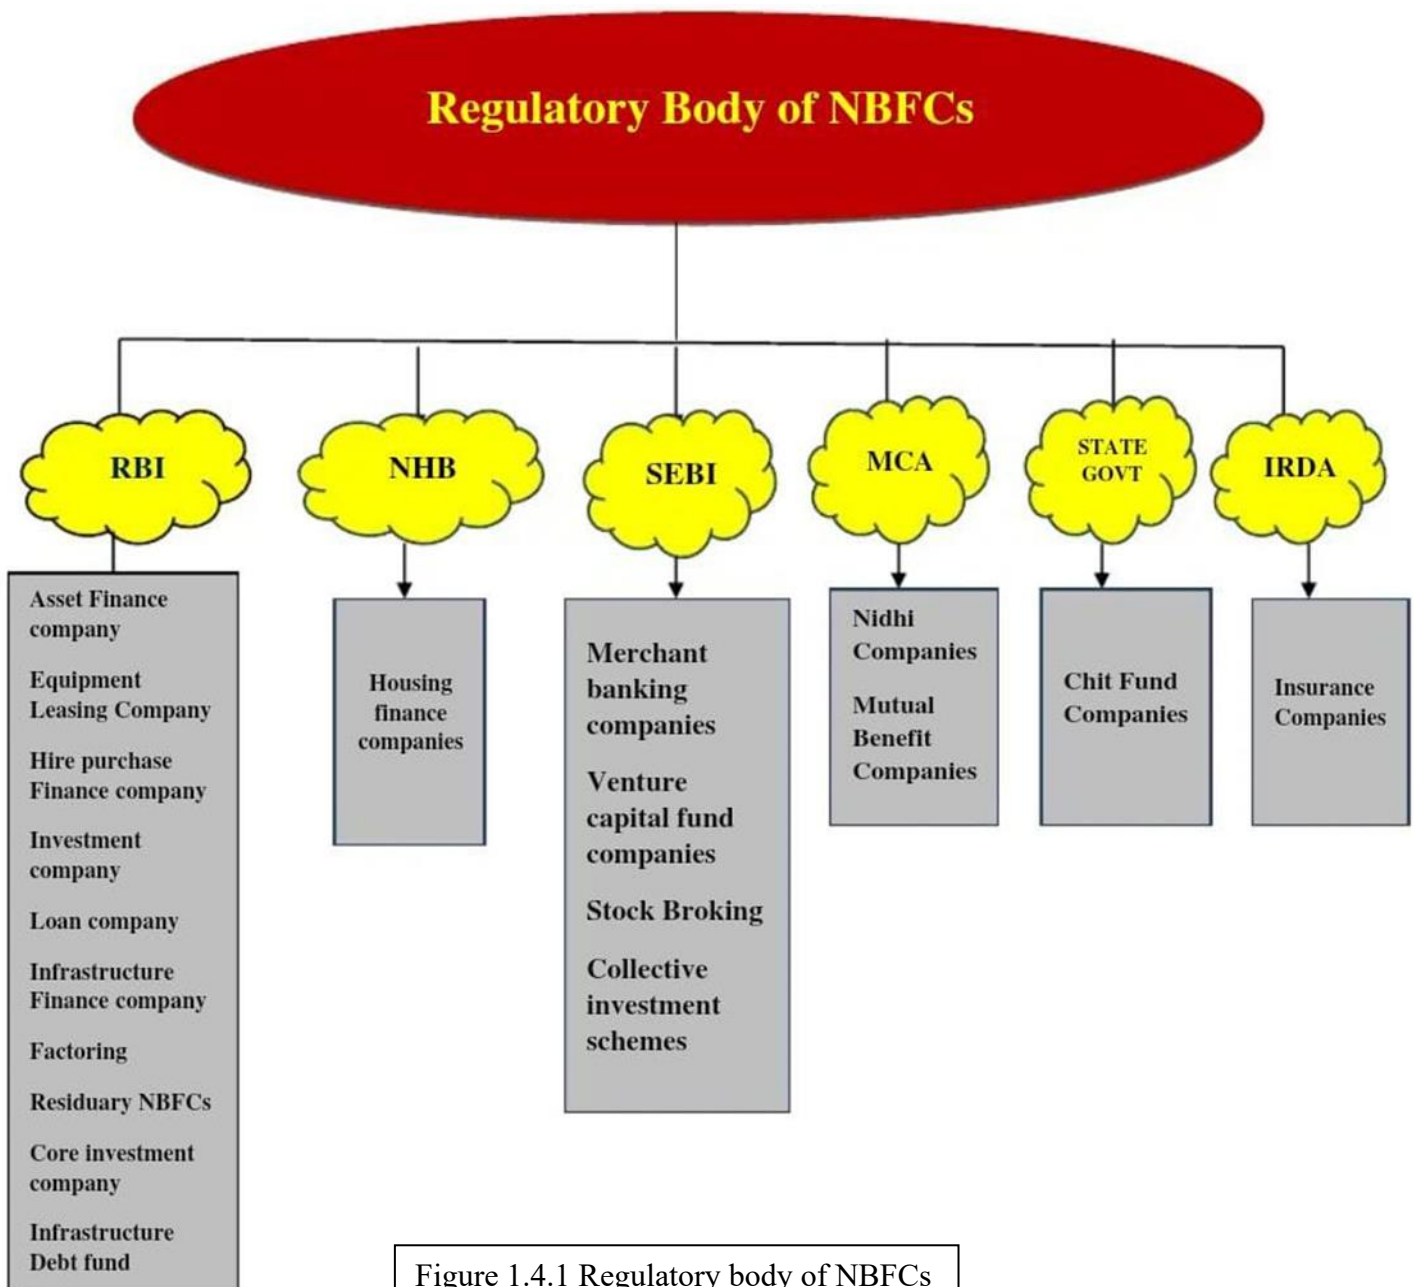 Regulatory Body of NBFCs
RBI
NHB
SEBI
MCA
STATE
GOVT
IRDA
Asset Finance
company
Equipment
Leasing Company
Hire purchase
Finance company
Investment
company
Loan company
Infrastructure
Finance company
Factoring
Residuary NBFCs
Core investment
company
Infrastructure
Debt fund
Housing
finance
companies
Merchant
banking
companies
Venture
capital fund
companies
Stock Broking
Collective
investment
schemes
Nidhi
Companies
Mutual
Benefit
Companies
Chit Fund
Companies
Insurance
Companies
Figure 1.4.1 Regulatory body of NBFCs